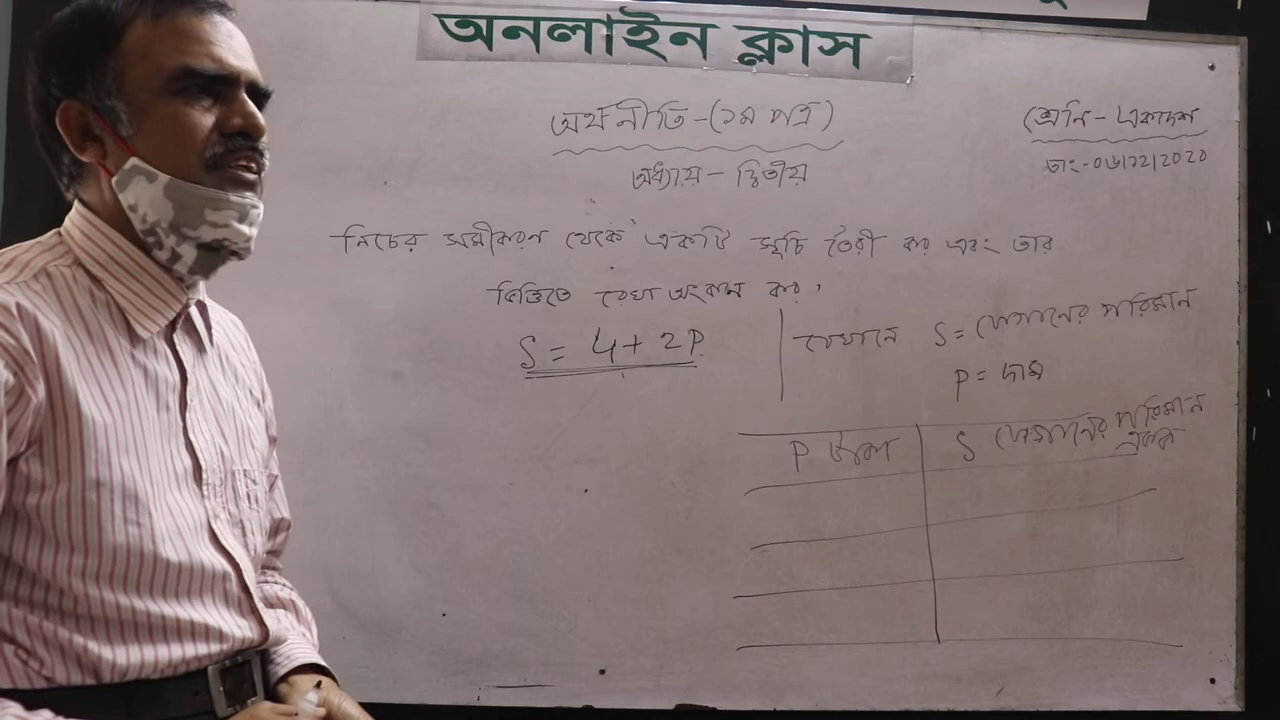 অনলাইন ক্লাস
অর্থনীতি-(১ম পত্র)
শ্রেনি-একাদশ
অধ্যায়-দ্বিতীয়
তাং:-০৬/১২/২০২০
নিচের সমীকরণ থেকে একটি সূচি তৈরী কর এবং তার
ভিত্তিতে রেখা অংকন কর।
S = 4 + 2P
যেখানে S = যোগানের পরিমান
P = দাম
P টাকা
S যোগানের পরিমান
একক